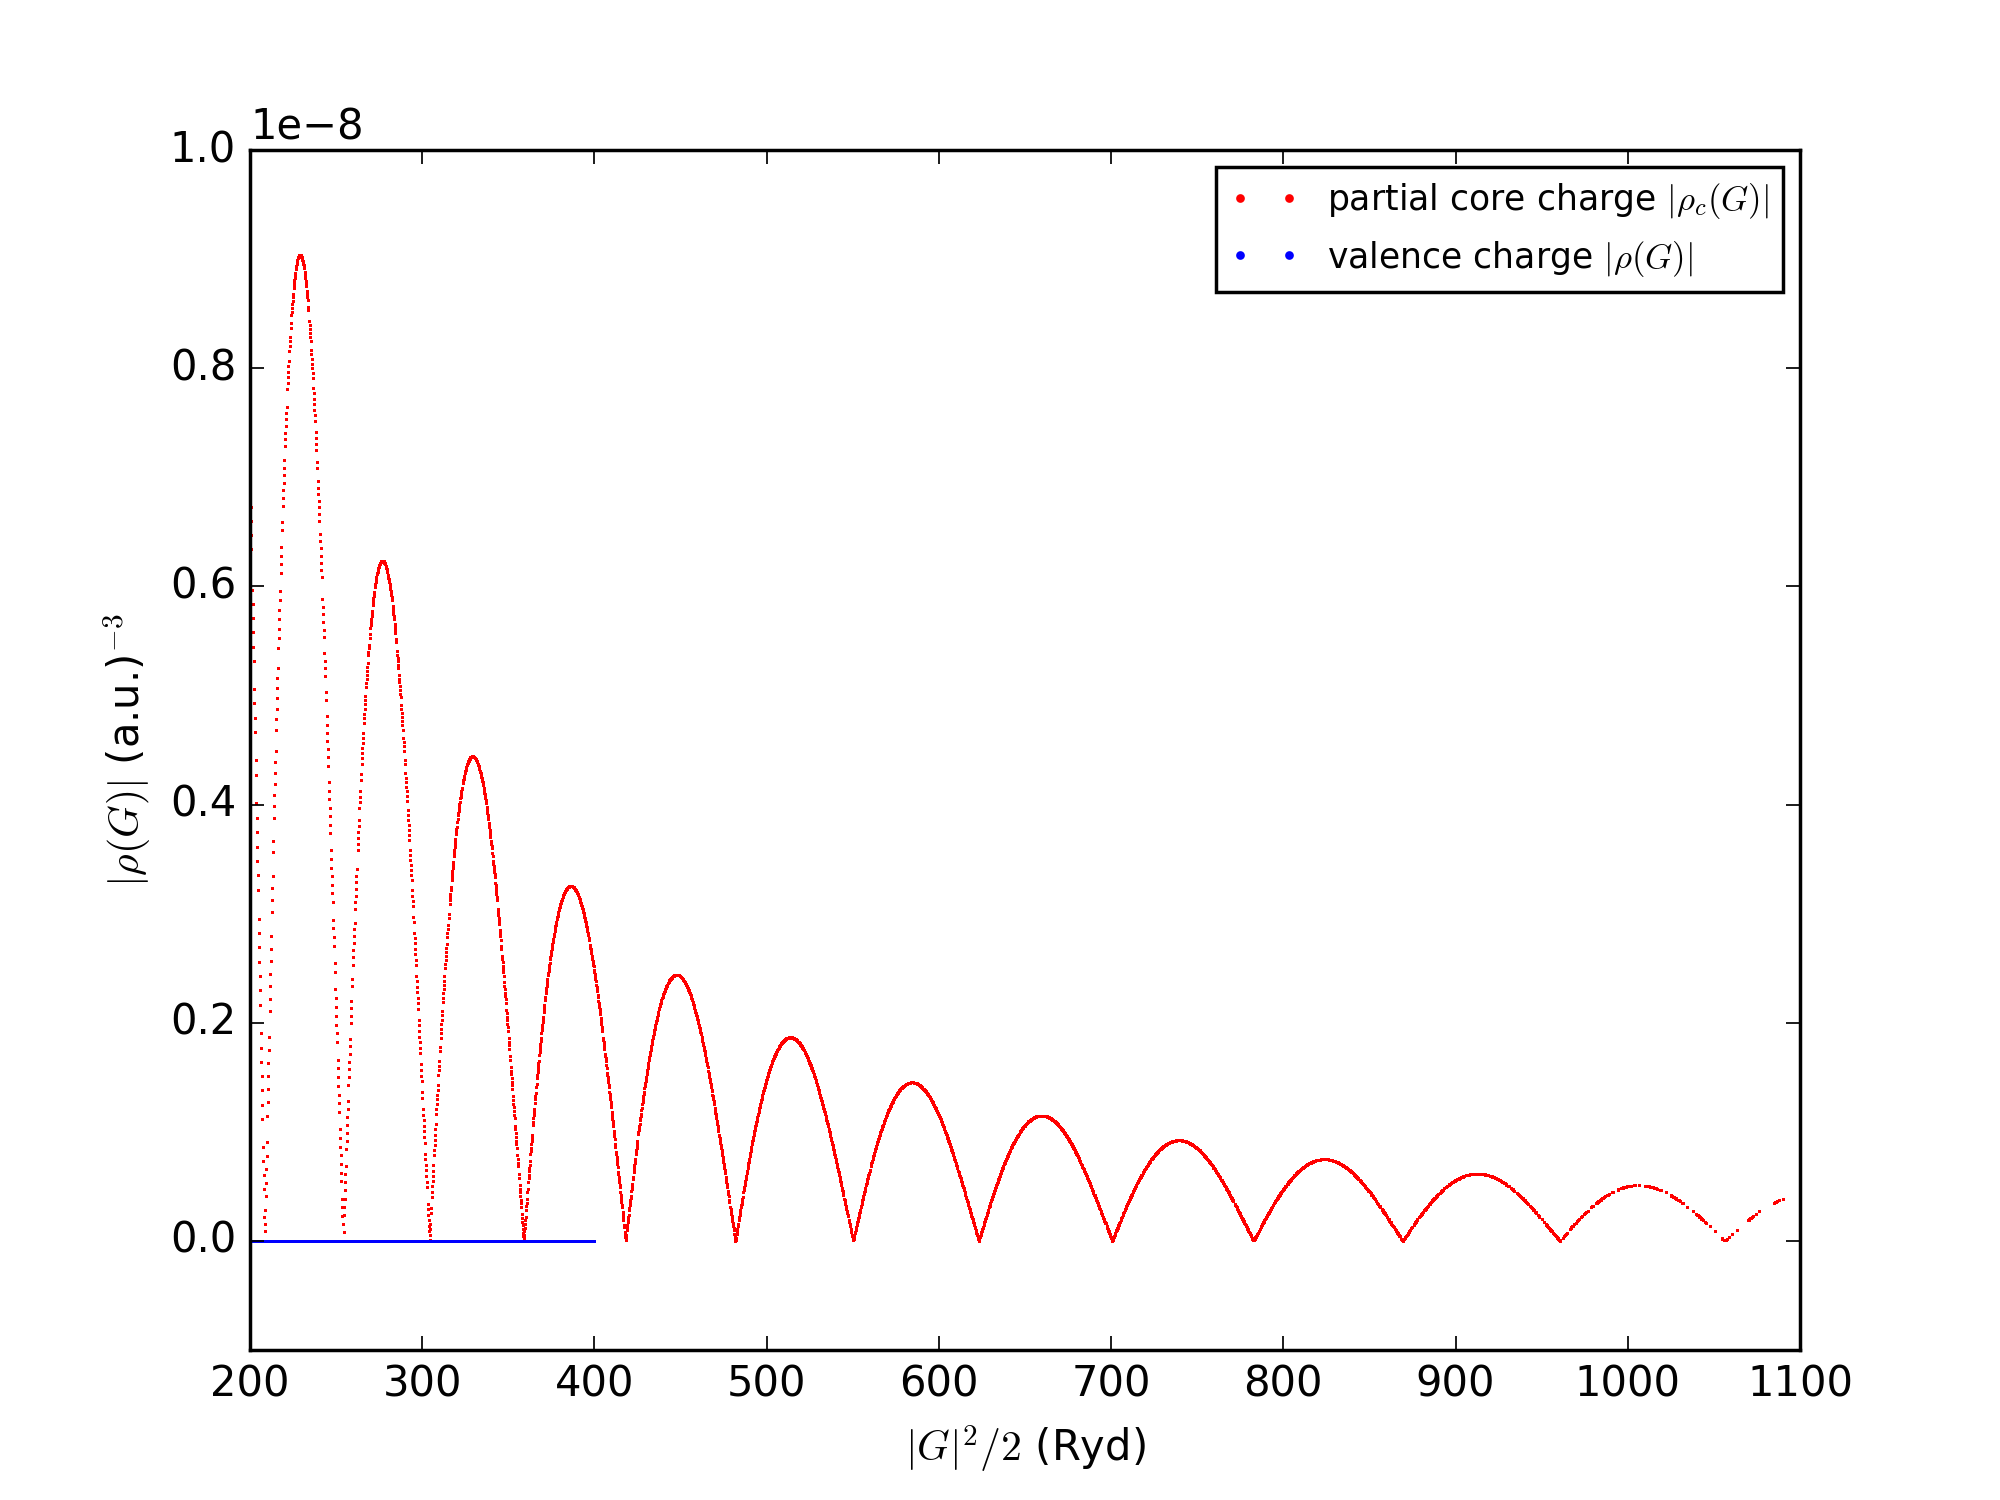 1e−8
1.0
0.8
0.6
0.4
0.2
0.0
|ρ(G)| (a.u.)⁻³
partial core charge |ρ_c(G)|
valence charge |ρ(G)|
200 300 400 500 600 700 800 900 1000 1100
|G|²/2 (Ryd)